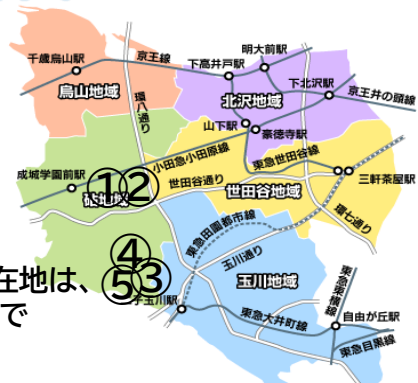 明大前駅
千歳烏山駅
京王線
下高井戸駅
烏山地域
環八通り
北沢地域
下北沢駅
京王井の頭線
山下駅
豪徳寺駅
小田急小田原線
東急世田谷線
成城学園前駅
①②
世田谷通り
世田谷地域
三軒茶屋駅
環七通り
東急田園都市線
④
玉川通り
在地は、
⑤③
玉川地域
で
子玉川駅
東急東横線
自由が丘駅
東急大井町線
東急目黒線